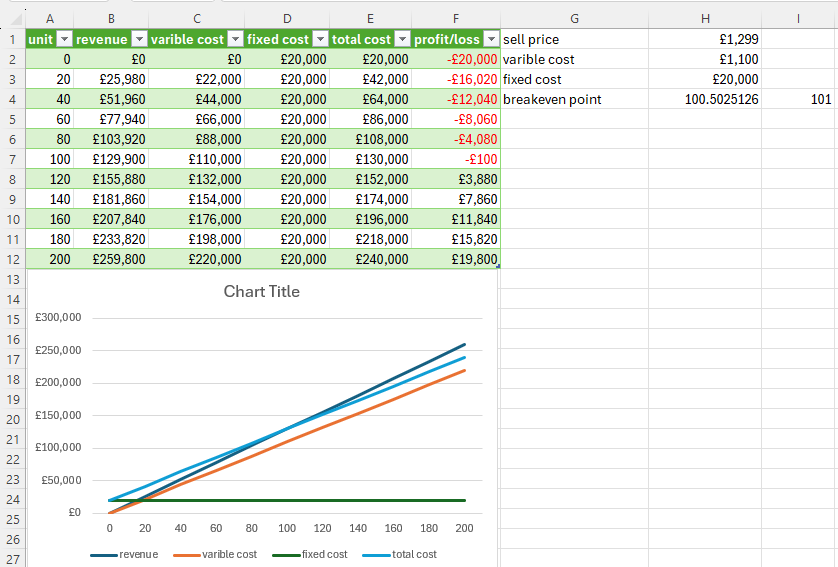 A B C D E F G H I
1 unit revenue varible cost fixed cost total cost profit/loss sell price £1,299
2 0 £0 £0 £20,000 £20,000 -£20,000 varible cost £1,100
3 20 £25,980 £22,000 £20,000 £42,000 -£16,020 fixed cost £20,000
4 40 £51,960 £44,000 £20,000 £64,000 -£12,040 breakeven point 100.5025126 101
5 60 £77,940 £66,000 £20,000 £86,000 -£8,060
6 80 £103,920 £88,000 £20,000 £108,000 -£4,080
7 100 £129,900 £110,000 £20,000 £130,000 -£100
8 120 £155,880 £132,000 £20,000 £152,000 £3,880
9 140 £181,860 £154,000 £20,000 £174,000 £7,860
10 160 £207,840 £176,000 £20,000 £196,000 £11,840
11 180 £233,820 £198,000 £20,000 £218,000 £15,820
12 200 £259,800 £220,000 £20,000 £240,000 £19,800
13
14 Chart Title
15 £300,000
16
17 £250,000
18 £200,000
19
20 £150,000
21 £100,000
22
23 £50,000
24 £0
25 0 20 40 60 80 100 120 140 160 180 200
26
27 revenue varible cost fixed cost total cost